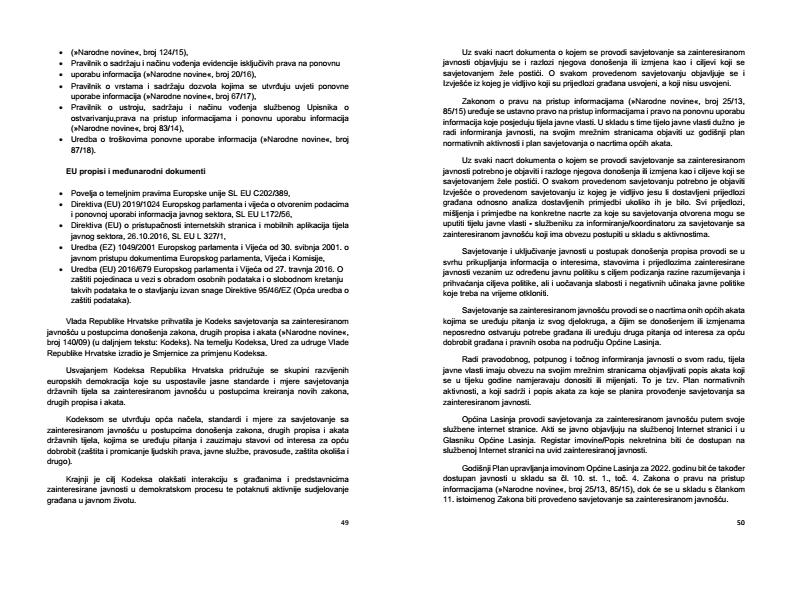 • (»Narodne novine«, broj 124/15),
• Pravilnik o sadržaju i načinu vođenja evidencije isključivih prava na ponovnu
• uporabu informacija (»Narodne novine«, broj 20/16),
• Pravilnik o vrstama i sadržaju dozvola kojima se utvrđuju uvjeti ponovne
uporabe informacija (»Narodne novine«, broj 67/17),
• Pravilnik o ustroju, sadržaju i načinu vođenja službenog Upisnika o
ostvarivanju,prava na pristup informacijama i ponovnu uporabu informacija
(»Narodne novine«, broj 83/14),
• Uredba o troškovima ponovne uporabe informacija (»Narodne novine«, broj
87/18).
EU propisi i međunarodni dokumenti
• Povelja o temeljnim pravima Europske unije SL EU C202/389,
• Direktiva (EU) 2019/1024 Europskog parlamenta i vijeća o otvorenim podacima
i ponovnoj uporabi informacija javnog sektora, SL EU L172/56,
• Direktiva (EU) o pristupačnosti internetskih stranica i mobilnih aplikacija tijela
javnog sektora, 26.10.2016, SL EU L 327/1,
• Uredba (EZ) 1049/2001 Europskog parlamenta i Vijeća od 30. svibnja 2001. o
javnom pristupu dokumentima Europskog parlamenta, Vijeća i Komisije,
• Uredba (EU) 2016/679 Europskog parlamenta i Vijeća od 27. travnja 2016. O
zaštiti pojedinaca u vezi s obradom osobnih podataka i o slobodnom kretanju
takvih podataka te o stavljanju izvan snage Direktive 95/46/EZ (Opća uredba o
zaštiti podataka).
Vlada Republike Hrvatske prihvatila je Kodeks savjetovanja sa zainteresiranom
javnošću u postupcima donošenja zakona, drugih propisa i akata (»Narodne novine«,
broj 140/09) (u daljnjem tekstu: Kodeks). Na temelju Kodeksa, Ured za udruge Vlade
Republike Hrvatske izradio je Smjernice za primjenu Kodeksa.
Usvajanjem Kodeksa Republika Hrvatska pridružuje se skupini razvijenih
europskih demokracija koje su uspostavile jasne standarde i mjere savjetovanja
državnih tijela sa zainteresiranom javnošću u postupcima kreiranja novih zakona,
drugih propisa i akata.
Kodeksom se utvrđuju opća načela, standardi i mjere za savjetovanje sa
zainteresiranom javnošću u postupcima donošenja zakona, drugih propisa i akata
državnih tijela, kojima se uređuju pitanja i zauzimaju stavovi od interesa za opću
dobrobit (zaštita i promicanje ljudskih prava, javne službe, pravosuđe, zaštita okoliša i
drugo).
Krajnji je cilj Kodeksa olakšati interakciju s građanima i predstavnicima
zainteresirane javnosti u demokratskom procesu te potaknuti aktivnije sudjelovanje
građana u javnom životu.
49
Uz svaki nacrt dokumenta o kojem se provodi savjetovanje sa zainteresiranom
javnosti objavljuju se i razlozi njegova donošenja ili izmjena kao i ciljevi koji se
savjetovanjem žele postići. O svakom provedenom savjetovanju objavljuje se i
Izvješće iz kojeg je vidljivo koji su prijedlozi građana usvojeni, a koji nisu usvojeni.
Zakonom o pravu na pristup informacijama (»Narodne novine«, broj 25/13,
85/15) uređuje se ustavno pravo na pristup informacijama i pravo na ponovnu uporabu
informacija koje posjeduju tijela javne vlasti. U skladu s time tijelo javne vlasti dužno je
radi informiranja javnosti, na svojim mrežnim stranicama objaviti uz godišnji plan
normativnih aktivnosti i plan savjetovanja o nacrtima općih akata.
Uz svaki nacrt dokumenta o kojem se provodi savjetovanje sa zainteresiranom
javnosti potrebno je objaviti i razloge njegova donošenja ili izmjena kao i ciljeve koji se
savjetovanjem žele postići. O svakom provedenom savjetovanju potrebno je objaviti
Izvješće o provedenom savjetovanju iz kojeg je vidljivo jesu li dostavljeni prijedlozi
građana odnosno analiza dostavljenih primjedbi ukoliko ih je bilo. Svi prijedlozi,
mišljenja i primjedbe na konkretne nacrte za koje su savjetovanja otvorena mogu se
uputiti tijelu javne vlasti - službeniku za informiranje/koordinatoru za savjetovanje sa
zainteresiranom javnošću koji ima obvezu postupiti u skladu s aktivnostima.
Savjetovanje i uključivanje javnosti u postupak donošenja propisa provodi se u
svrhu prikupljanja informacija o interesima, stavovima i prijedlozima zainteresirane
javnosti vezanim uz određenu javnu politiku s ciljem podizanja razine razumijevanja i
prihvaćanja ciljeva politike, ali i uočavanja slabosti i negativnih učinaka javne politike
koje treba na vrijeme otkloniti.
Savjetovanje sa zainteresiranom javnošću provodi se o nacrtima onih općih akata
kojima se uređuju pitanja iz svog djelokruga, a čijim se donošenjem ili izmjenama
neposredno ostvaruju potrebe građana ili uređuju druga pitanja od interesa za opću
dobrobit građana i pravnih osoba na području Općine Lasinja.
Radi pravodobnog, potpunog i točnog informiranja javnosti o svom radu, tijela
javne vlasti imaju obvezu na svojim mrežnim stranicama objavljivati popis akata koji
se u tijeku godine namjeravaju donositi ili mijenjati. To je tzv. Plan normativnih
aktivnosti, a koji sadrži i popis akata za koje se planira provođenje savjetovanja sa
zainteresiranom javnosti.
Općina Lasinja provodi savjetovanja za zainteresiranom javnošću putem svoje
službene internet stranice. Akti se javno objavljuju na službenoj Internet stranici i u
Glasniku Općine Lasinja. Registar imovine/Popis nekretnina biti će dostupan na
službenoj Internet stranici na uvid zainteresiranoj javnosti.
Godišnji Plan upravljanja imovinom Općine Lasinja za 2022. godinu bit će također
dostupan javnosti u skladu sa čl. 10. st. 1., toč. 4. Zakona o pravu na pristup
informacijama (»Narodne novine«, broj 25/13, 85/15), dok će se u skladu s člankom
11. istoimenog Zakona biti provedeno savjetovanje sa zainteresiranom javnošću.
50